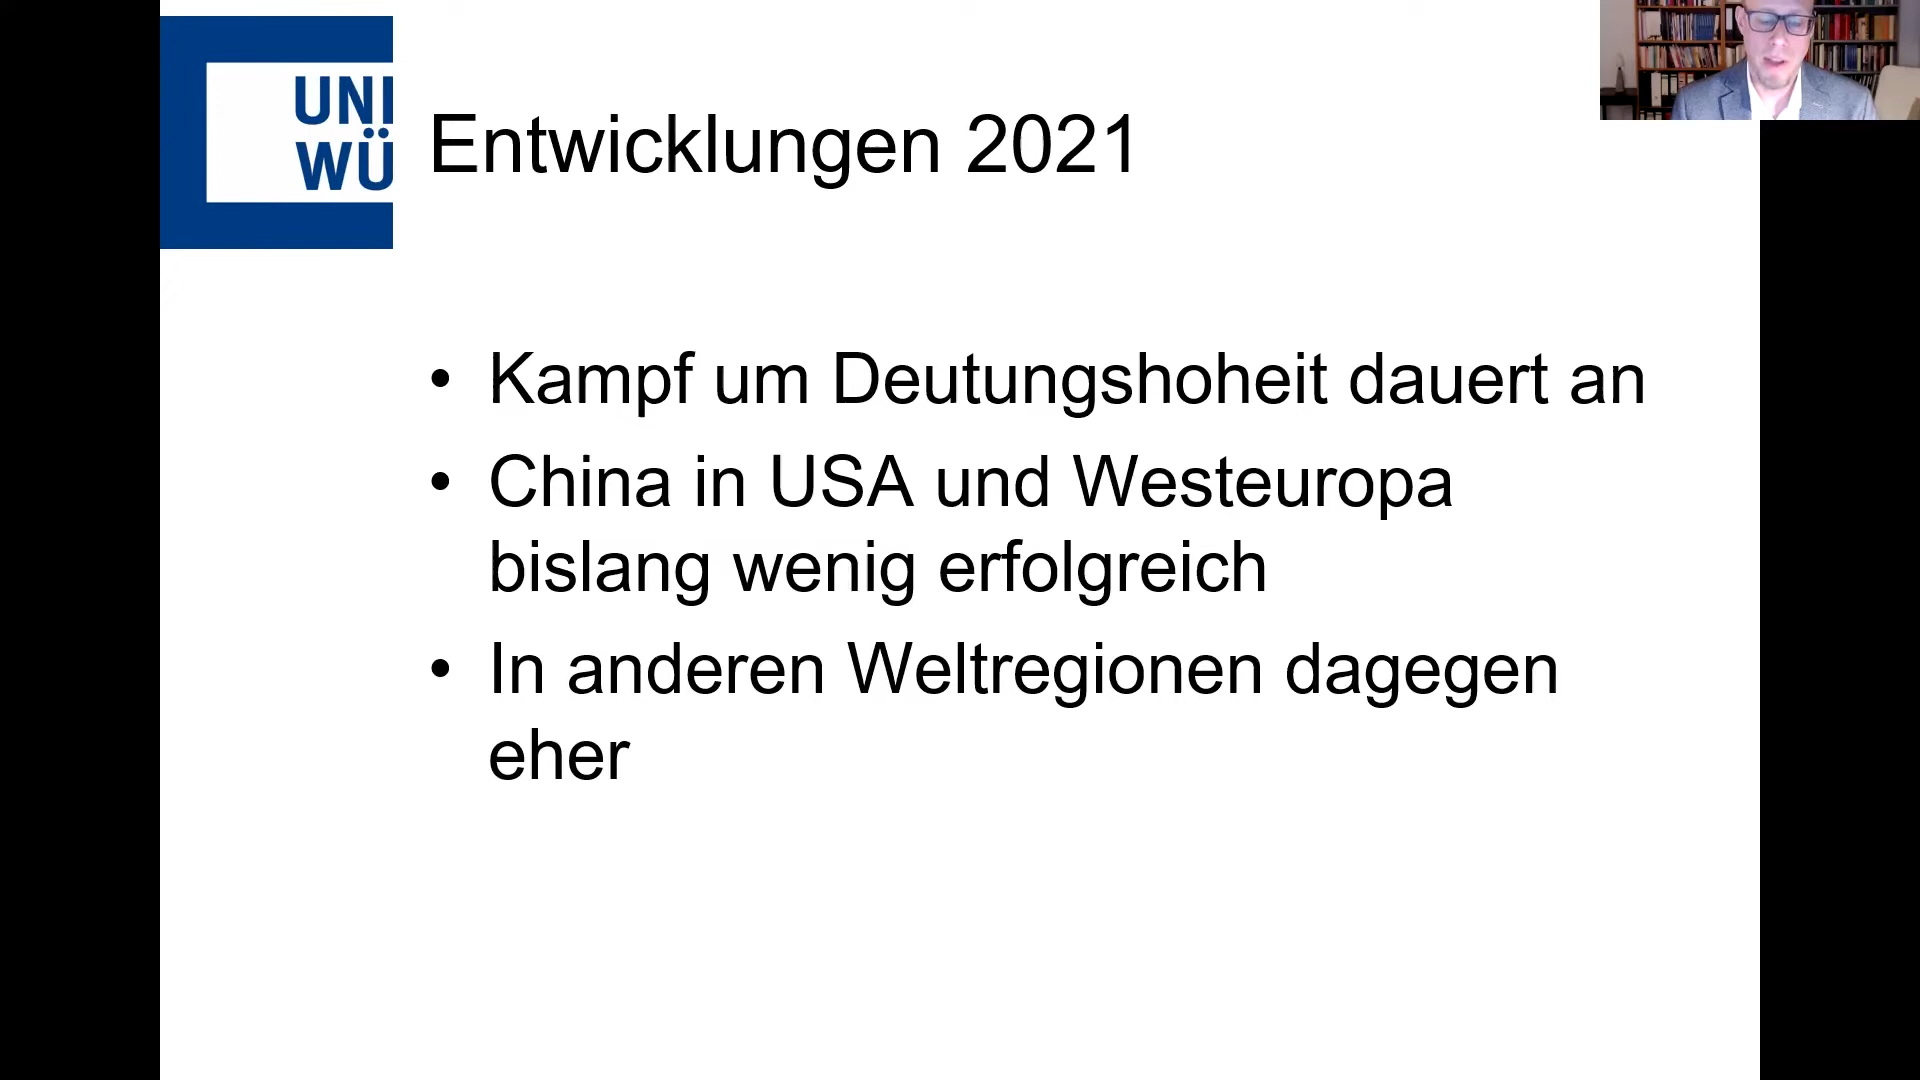 UNI
WÜ
Entwicklungen 2021
• Kampf um Deutungshoheit dauert an
• China in USA und Westeuropa
bislang wenig erfolgreich
• In anderen Weltregionen dagegen
eher